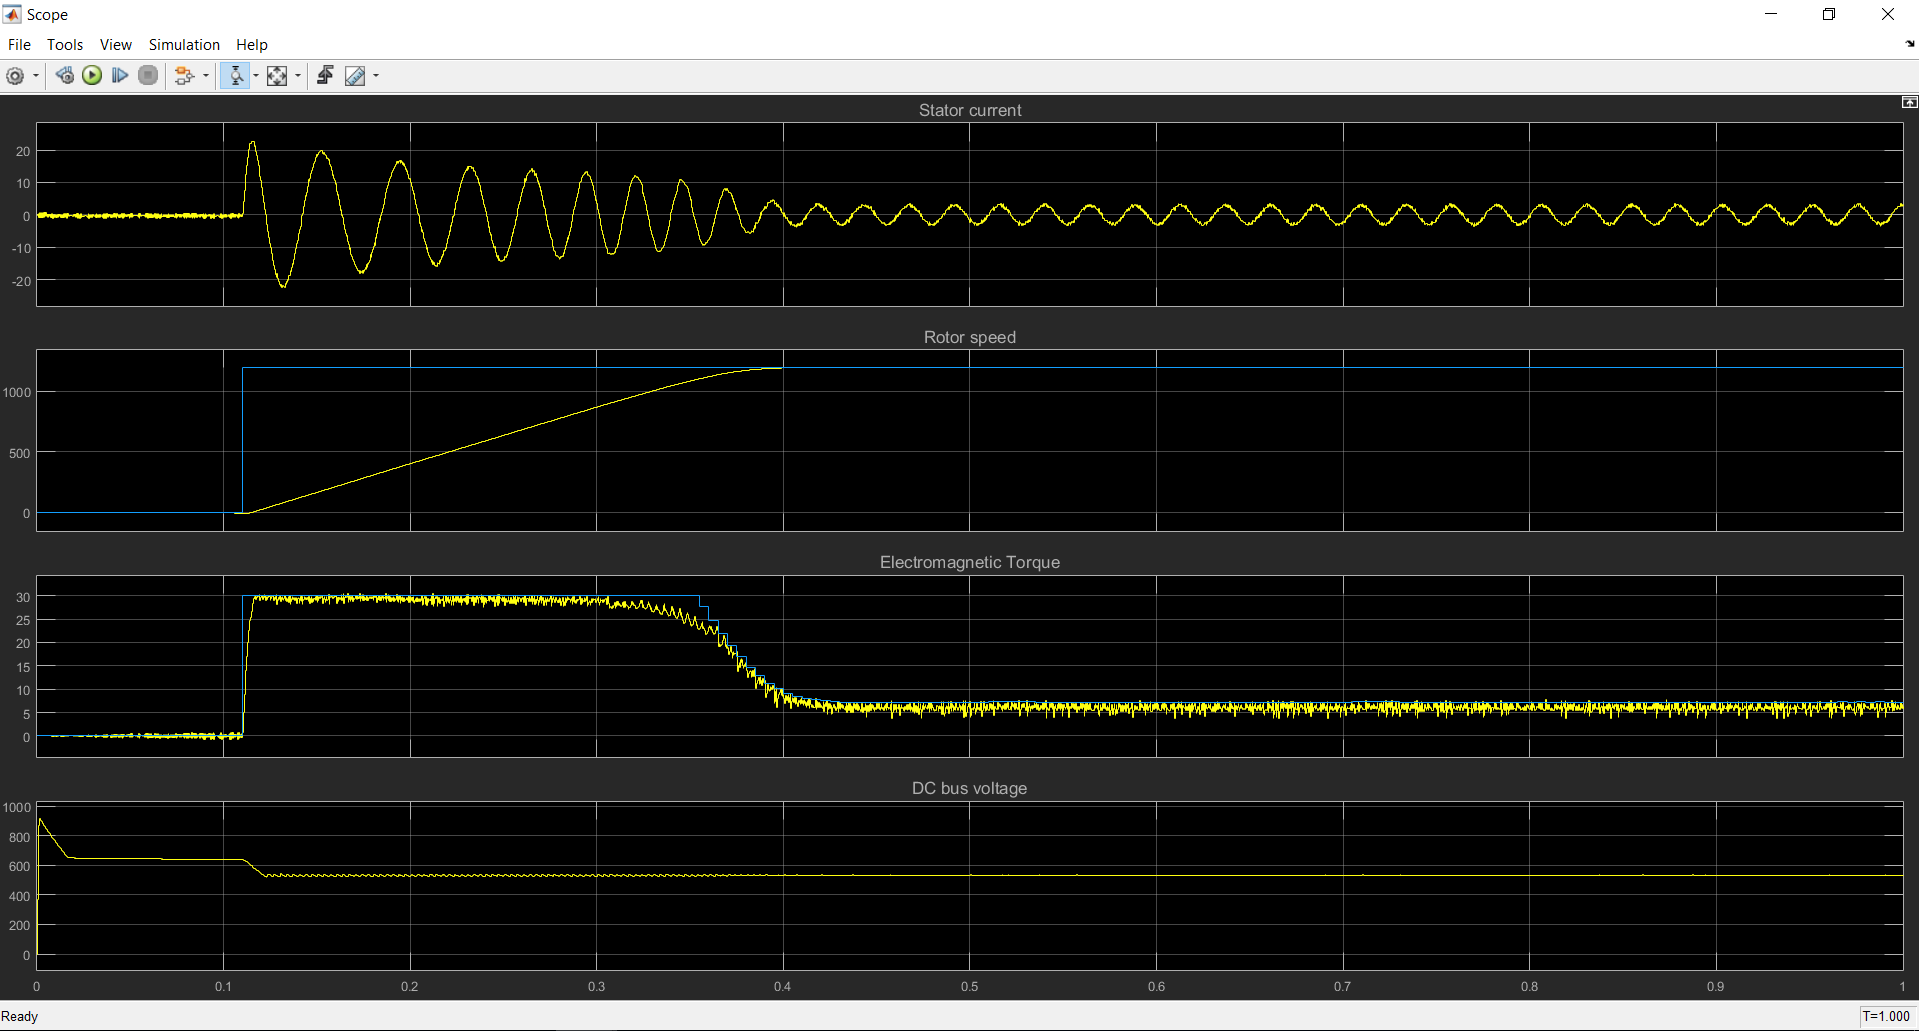 Scope
File Tools View Simulation Help
Stator current
20
10
0
-10
-20
Rotor speed
1000
500
0
Electromagnetic Torque
30
25
20
15
10
5
0
DC bus voltage
1000
800
600
400
200
0
0 0.1 0.2 0.3 0.4 0.5 0.6 0.7 0.8 0.9 1
Ready T=1.000